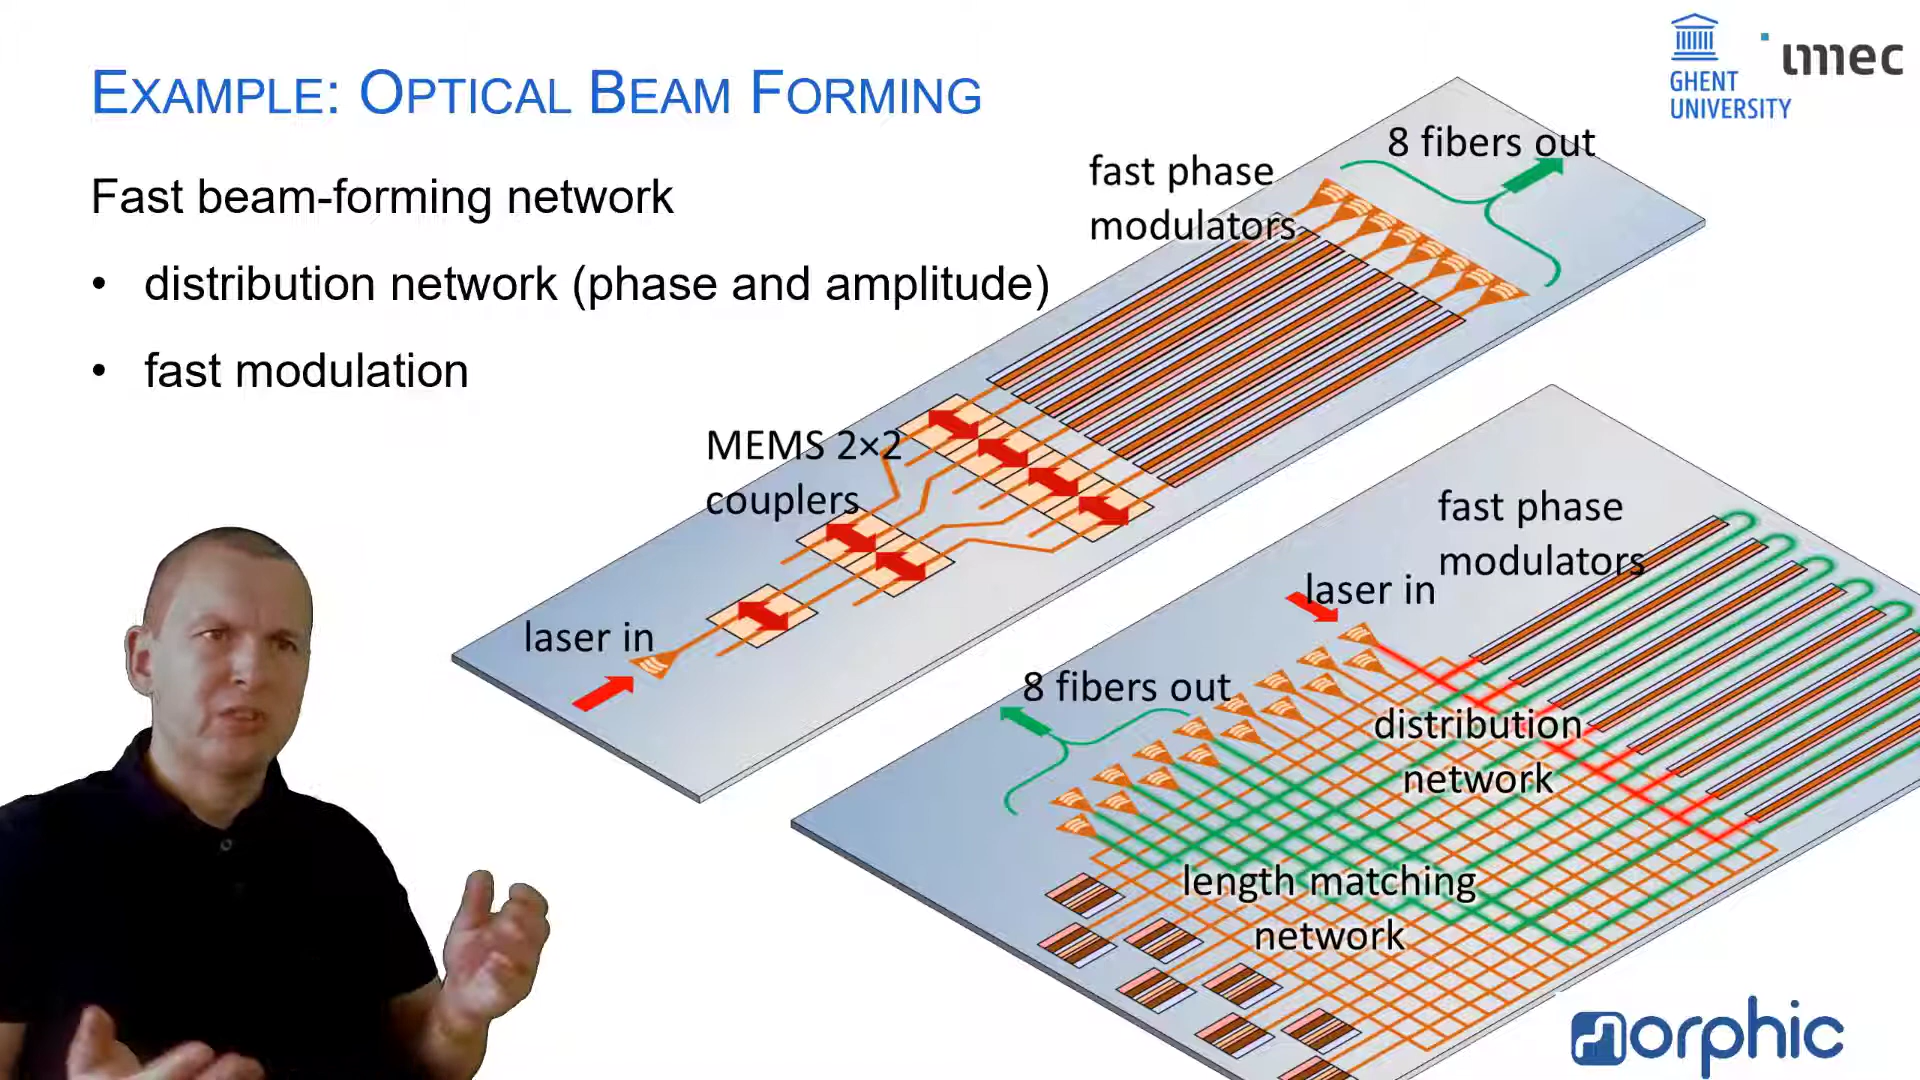 EXAMPLE: OPTICAL BEAM FORMING
GHENT
UNIVERSITY
imec
Fast beam-forming network
• distribution network (phase and amplitude)
• fast modulation
fast phase
modulators
8 fibers out
MEMS 2×2
couplers
laser in
fast phase
modulators
laser in
8 fibers out
distribution
network
length matching
network
morphic